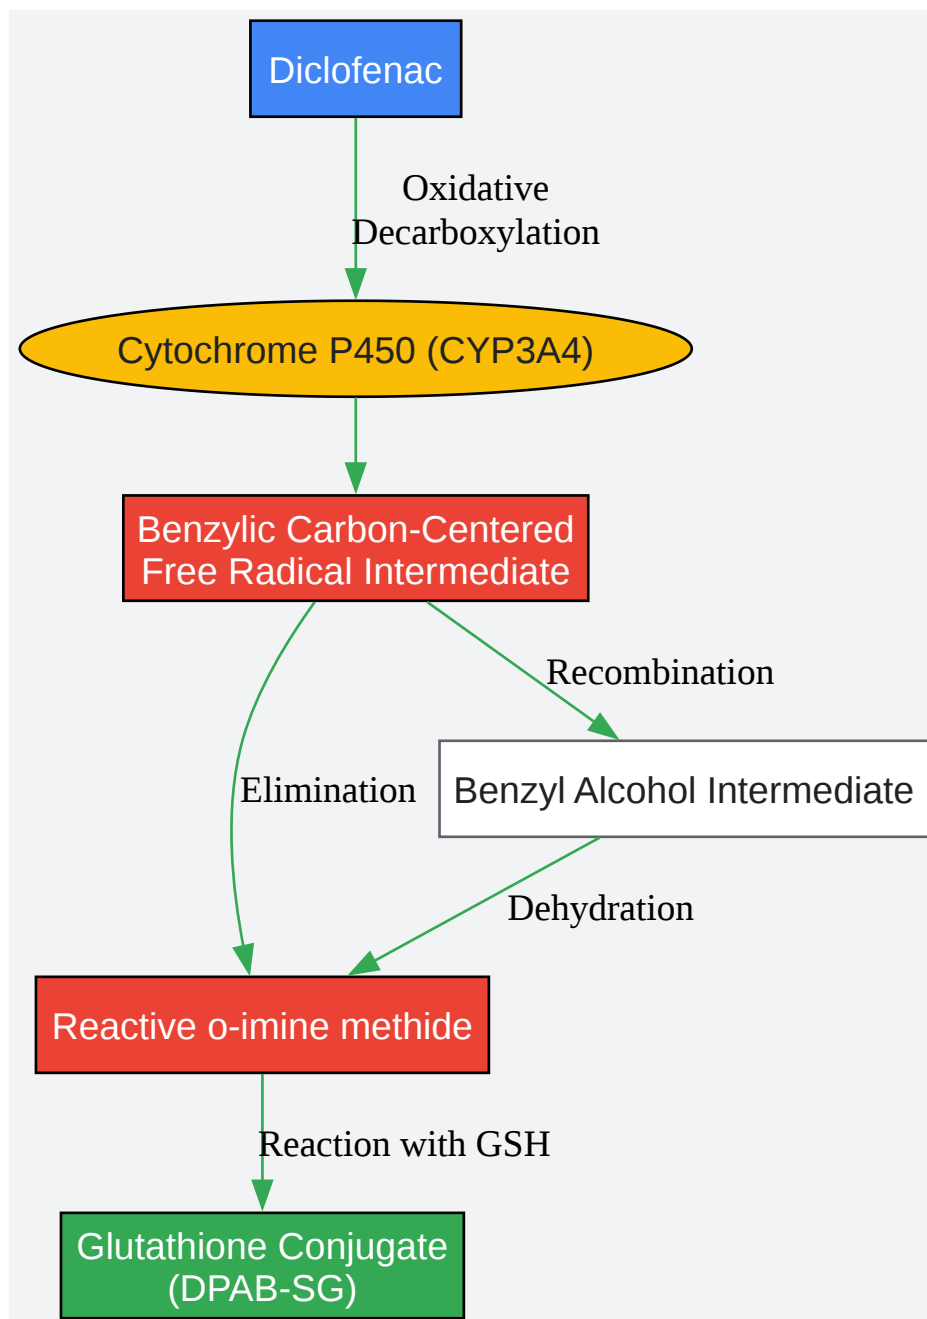 Diclofenac
Oxidative
Decarboxylation
Cytochrome P450 (CYP3A4)
Benzylic Carbon-Centered
Free Radical Intermediate
Recombination
Elimination
Benzyl Alcohol Intermediate
Dehydration
Reactive o-imine methide
Reaction with GSH
Glutathione Conjugate
(DPAB-SG)